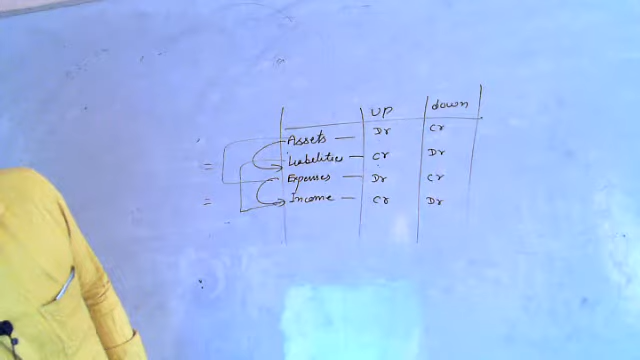 UP down
Assets — Dr Cr
= Liabilities — Cr Dr
Expenses — Dr Cr
= Income — Cr Dr